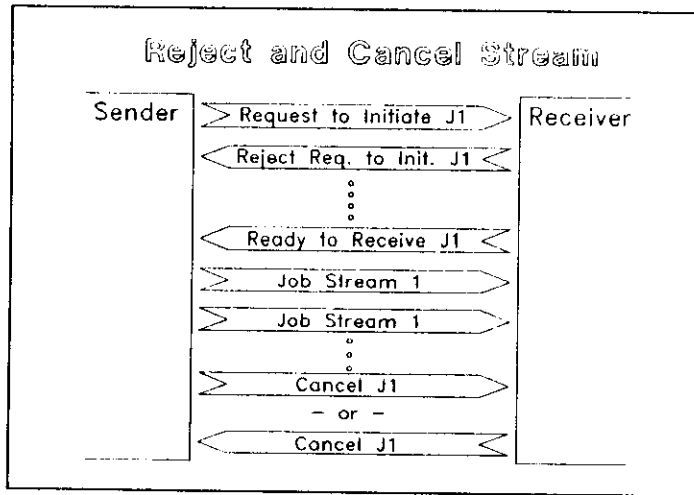 Reject and Cancel Stream
Sender
Receiver
Request to Initiate J1
Reject Req. to Init. J1
Ready to Receive J1
Job Stream 1
Job Stream 1
Cancel J1
- or -
Cancel J1